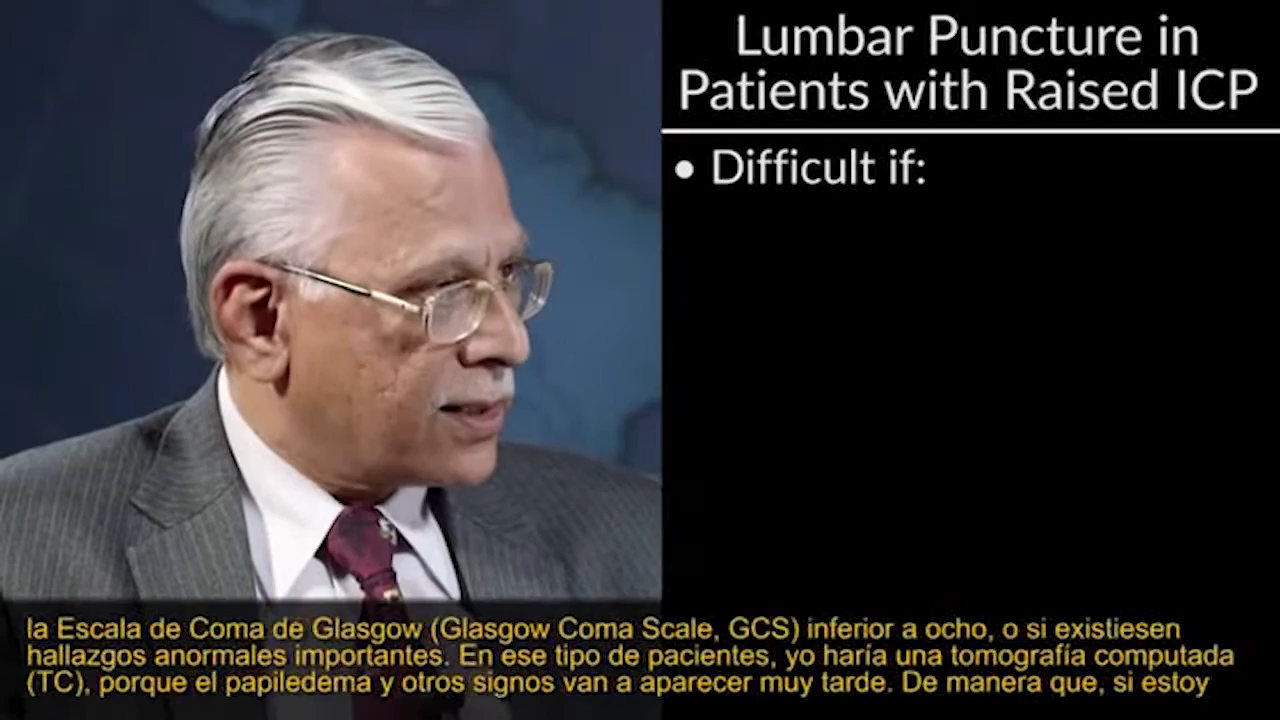 Lumbar Puncture in
Patients with Raised ICP
• Difficult if:
la Escala de Coma de Glasgow (Glasgow Coma Scale, GCS) inferior a ocho, o si existiesen
hallazgos anormales importantes. En ese tipo de pacientes, yo haría una tomografía computada
(TC), porque el papiledema y otros signos van a aparecer muy tarde. De manera que, si estoy